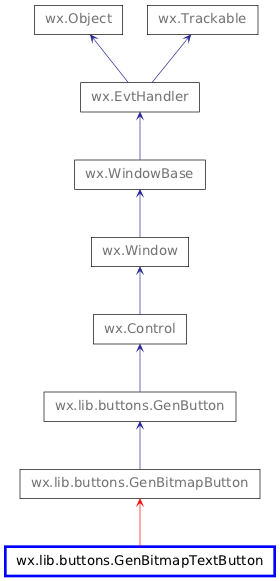 wx.Object
wx.Trackable
wx.EvtHandler
wx.WindowBase
wx.Window
wx.Control
wx.lib.buttons.GenButton
wx.lib.buttons.GenBitmapButton
wx.lib.buttons.GenBitmapTextButton